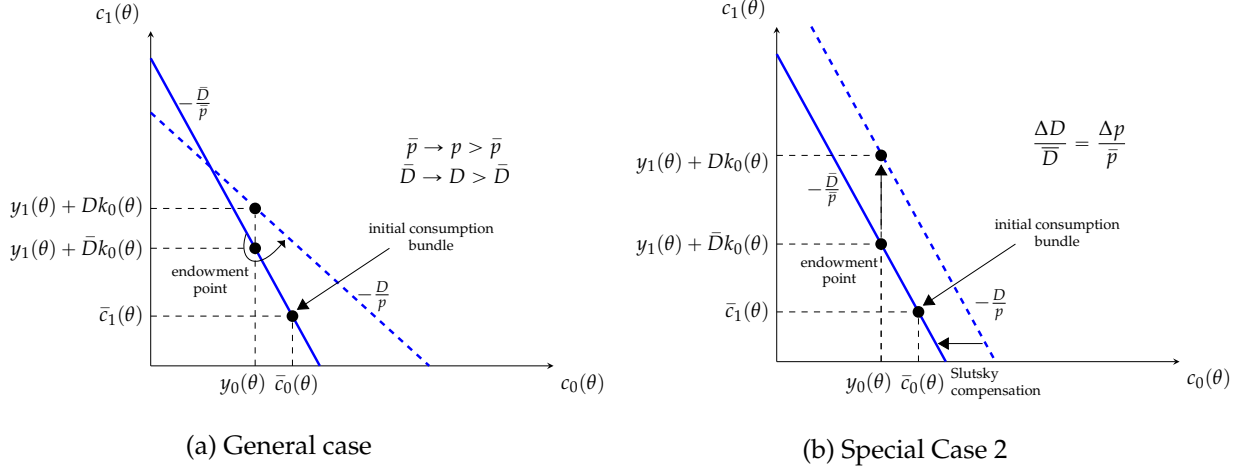 c₁(θ)
−D̄/p̄
p̄ → p > p̄
D̄ → D > D̄
y₁(θ) + Dk₀(θ)
initial consumption
bundle
y₁(θ) + D̄k₀(θ)
endowment
point
−D/p
c̄₁(θ)
y₀(θ) c̄₀(θ)
c₀(θ)
(a) General case
c₁(θ)
ΔD/D̄ = Δp/p̄
y₁(θ) + Dk₀(θ)
−D̄/p̄
initial consumption
bundle
y₁(θ) + D̄k₀(θ)
endowment
point
−D/p
c̄₁(θ)
y₀(θ) c̄₀(θ)
Slutsky
compensation
c₀(θ)
(b) Special Case 2